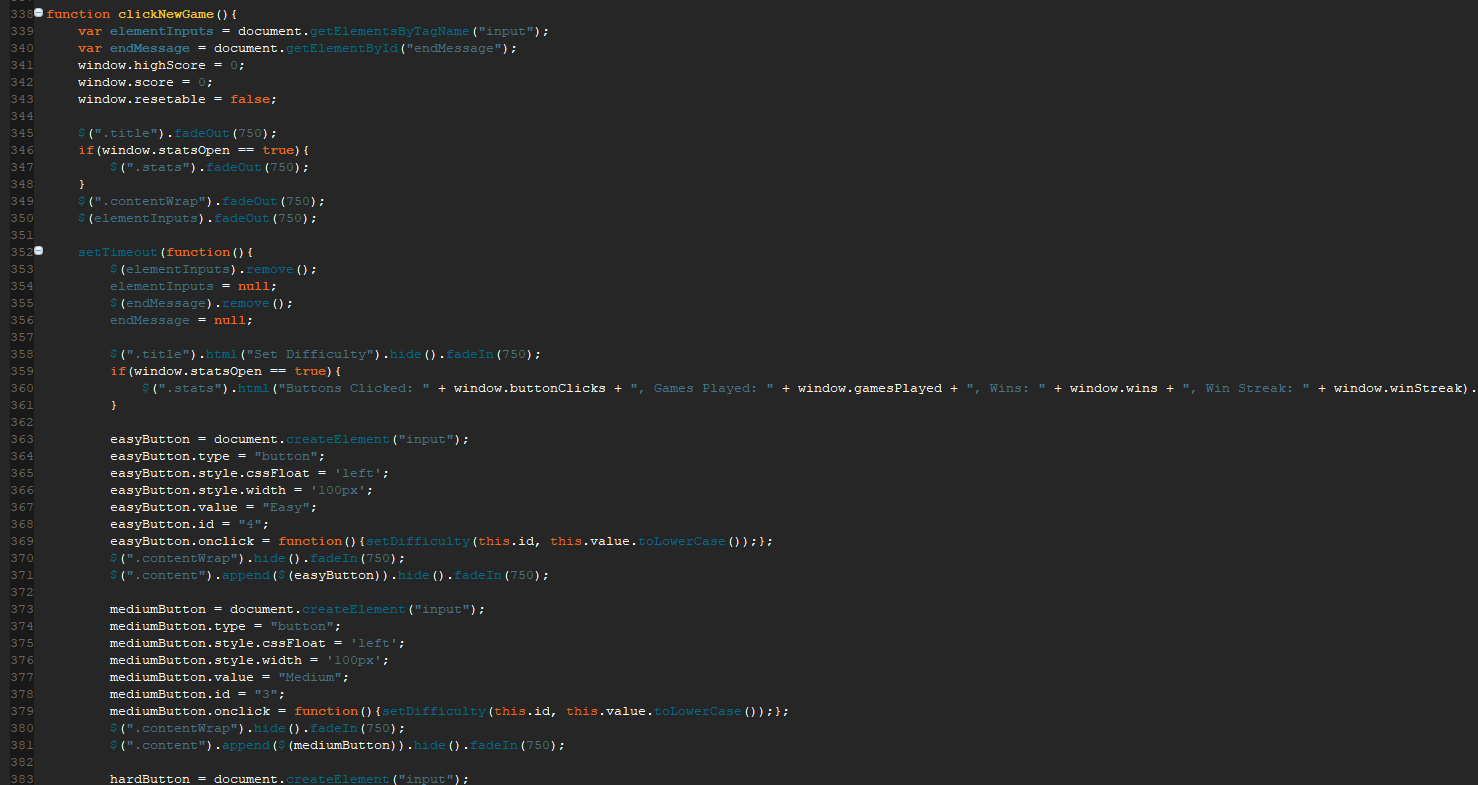 338 function clickNewGame(){
339 var elementInputs = document.getElementsByTagName("input");
340 var endMessage = document.getElementById("endMessage");
341 window.highScore = 0;
342 window.score = 0;
343 window.resetable = false;
344
345 $(".title").fadeOut(750);
346 if(window.statsOpen == true){
347 $(".stats").fadeOut(750);
348 }
349 $(".contentWrap").fadeOut(750);
350 $(elementInputs).fadeOut(750);
351
352 setTimeout(function(){
353 $(elementInputs).remove();
354 elementInputs = null;
355 $(endMessage).remove();
356 endMessage = null;
357
358 $(".title").html("Set Difficulty").hide().fadeIn(750);
359 if(window.statsOpen == true){
360 $(".stats").html("Buttons Clicked: " + window.buttonClicks + ", Games Played: " + window.gamesPlayed + ", Wins: " + window.wins + ", Win Streak: " + window.winStreak).
361 }
362
363 easyButton = document.createElement("input");
364 easyButton.type = "button";
365 easyButton.style.cssFloat = 'left';
366 easyButton.style.width = '100px';
367 easyButton.value = "Easy";
368 easyButton.id = "4";
369 easyButton.onclick = function(){setDifficulty(this.id, this.value.toLowerCase());};
370 $(".contentWrap").hide().fadeIn(750);
371 $(".content").append($(easyButton)).hide().fadeIn(750);
372
373 mediumButton = document.createElement("input");
374 mediumButton.type = "button";
375 mediumButton.style.cssFloat = 'left';
376 mediumButton.style.width = '100px';
377 mediumButton.value = "Medium";
378 mediumButton.id = "3";
379 mediumButton.onclick = function(){setDifficulty(this.id, this.value.toLowerCase());};
380 $(".contentWrap").hide().fadeIn(750);
381 $(".content").append($(mediumButton)).hide().fadeIn(750);
382
383 hardButton = document.createElement("input");